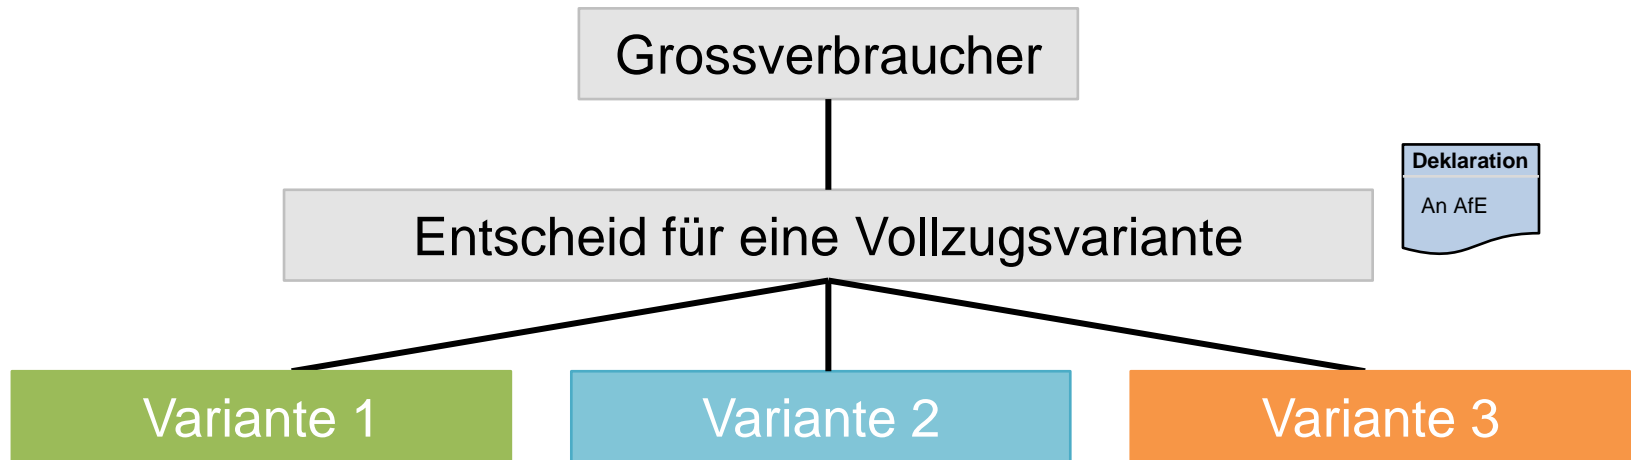 Grossverbraucher
Deklaration
An AfE
Entscheid für eine Vollzugsvariante
Variante 1
Variante 2
Variante 3